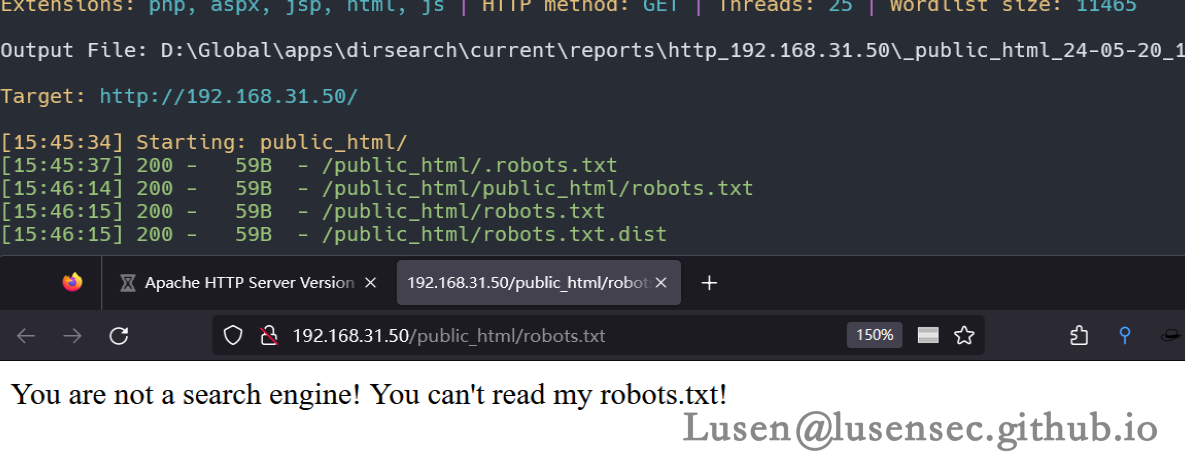 Extensions: php, aspx, jsp, html, js | HTTP method: GET | Threads: 25 | Wordlist size: 11465
Output File: D:\Global\apps\dirsearch\current\reports\http_192.168.31.50\_public_html_24-05-20_1
Target: http://192.168.31.50/
[15:45:34] Starting: public_html/
[15:45:37] 200 -   59B  - /public_html/.robots.txt
[15:46:14] 200 -   59B  - /public_html/public_html/robots.txt
[15:46:15] 200 -   59B  - /public_html/robots.txt
[15:46:15] 200 -   59B  - /public_html/robots.txt.dist
Apache HTTP Server Version
192.168.31.50/public_html/robot
192.168.31.50/public_html/robots.txt
150%
You are not a search engine! You can't read my robots.txt!
Lusen@lusensec.github.io